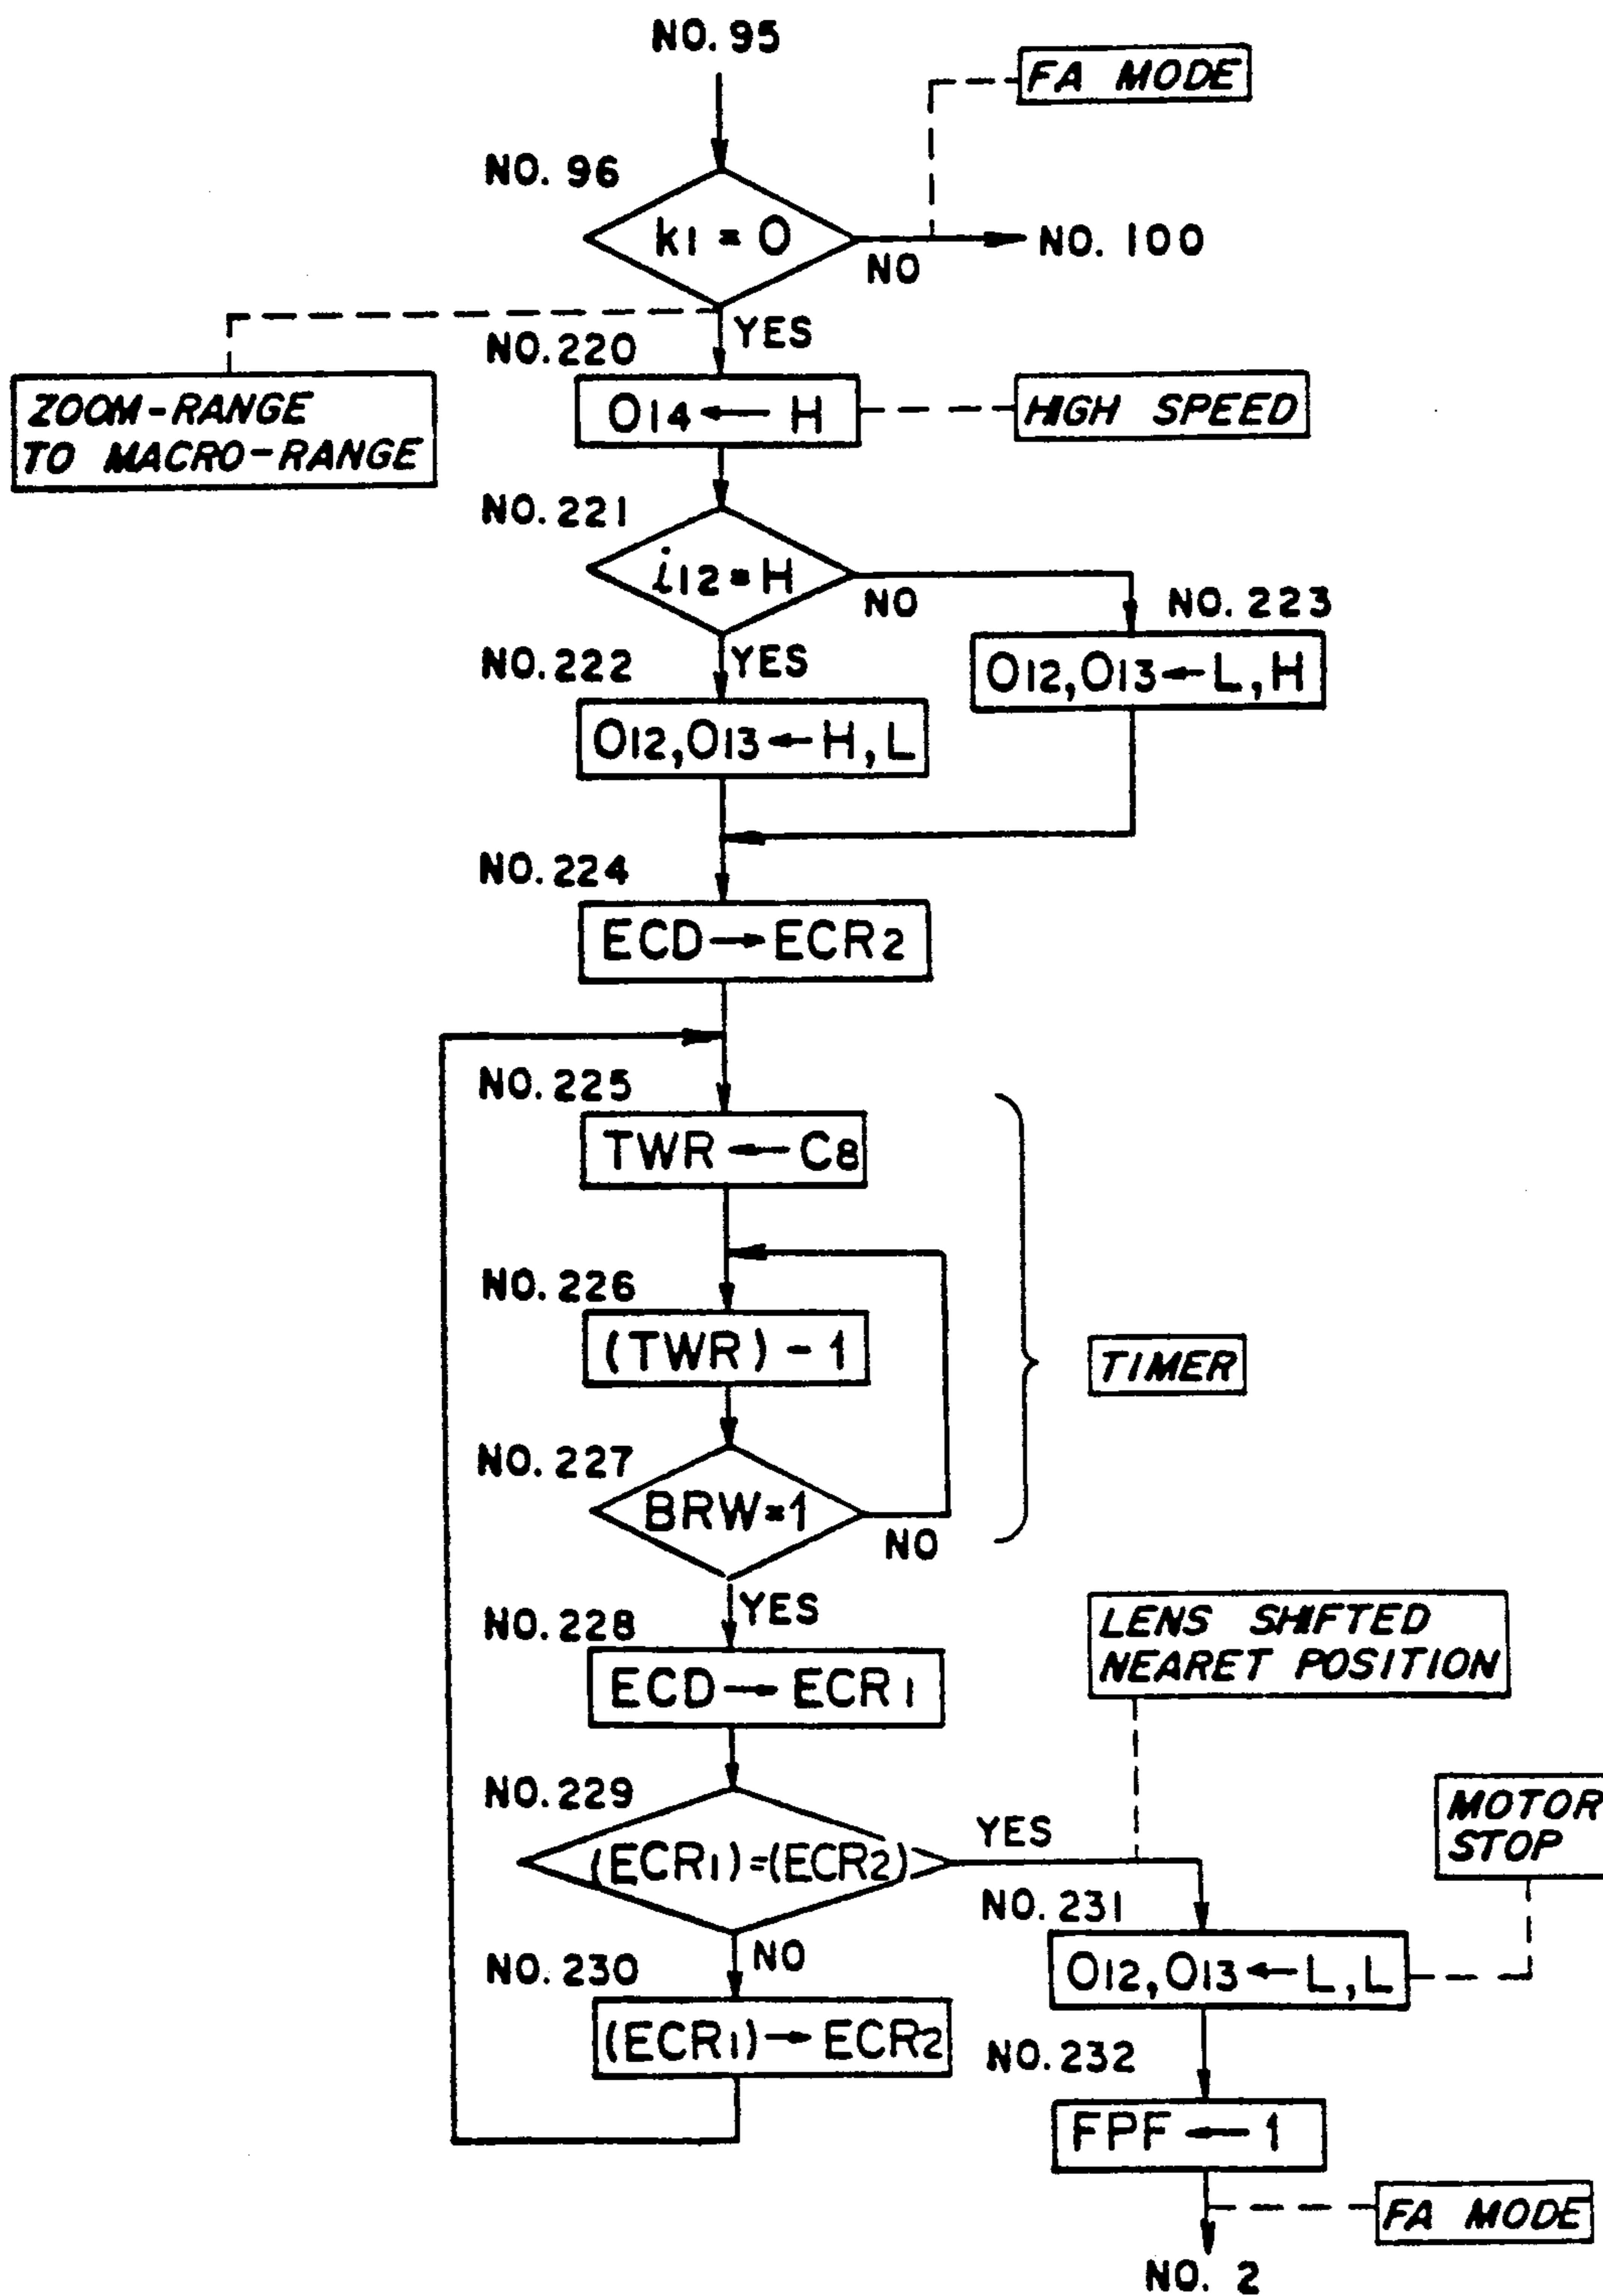 NO. 95
FA MODE
NO. 96
k1 = 0
NO
NO. 100
YES
NO. 220
ZOOM-RANGE
TO MACRO-RANGE
O14 ← H
HIGH SPEED
NO. 221
i12 = H
NO
NO. 223
YES
NO. 222
O12,O13 ← L,H
O12,O13 ← H,L
NO. 224
ECD → ECR2
NO. 225
TWR ← C8
NO. 226
(TWR) - 1
TIMER
NO. 227
BRW = 1
NO
YES
NO. 228
LENS SHIFTED
NEARET POSITION
ECD → ECR1
NO. 229
YES
MOTOR
STOP
(ECR1) = (ECR2)
NO. 231
NO
NO. 230
O12,O13 ← L,L
(ECR1) → ECR2
NO. 232
FPF ← 1
FA MODE
NO. 2